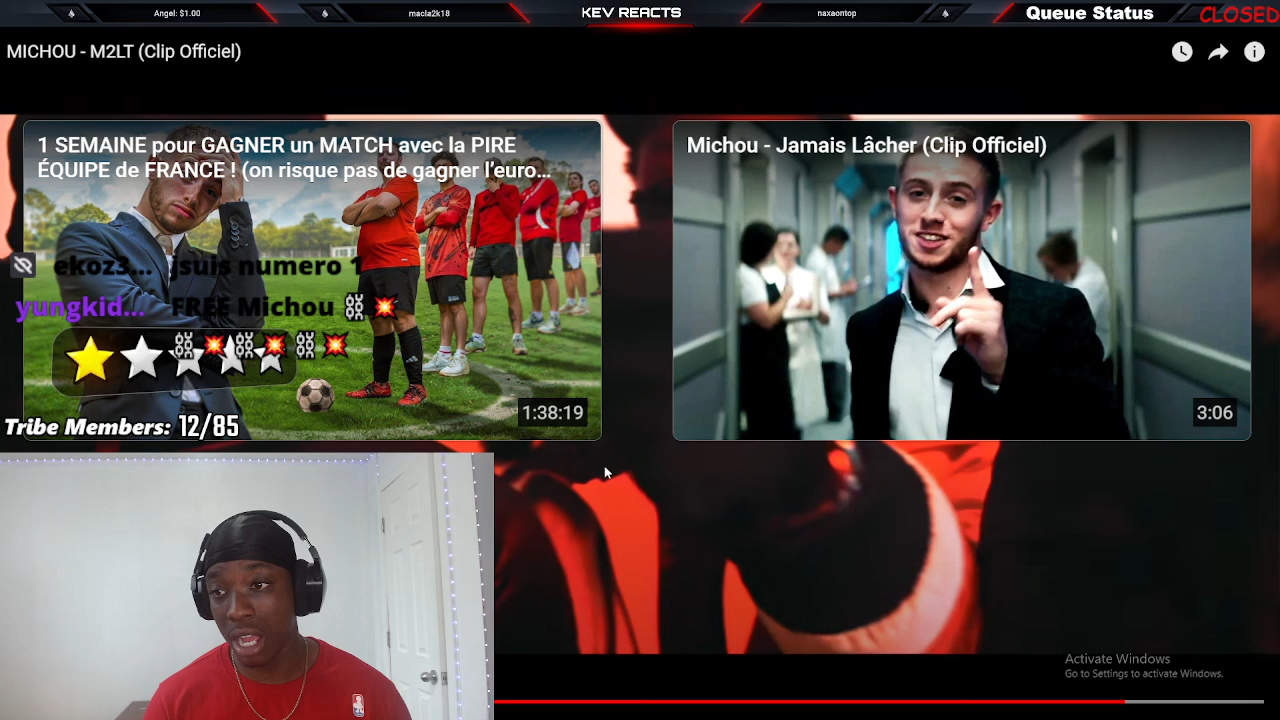 Angel: $1.00
macla2k18
KEV REACTS
naxaontop
Queue Status
CLOSED
MICHOU - M2LT (Clip Officiel)
1 SEMAINE pour GAGNER un MATCH avec la PIRE
ÉQUIPE de FRANCE ! (on risque pas de gagner l'euro...
Michou - Jamais Lâcher (Clip Officiel)
ekoz3... jsuis numero 1
yungkid... FREE Michou ⛓💥
⛓💥⛓💥⛓💥
1:38:19
3:06
Tribe Members: 12/85
Activate Windows
Go to Settings to activate Windows.